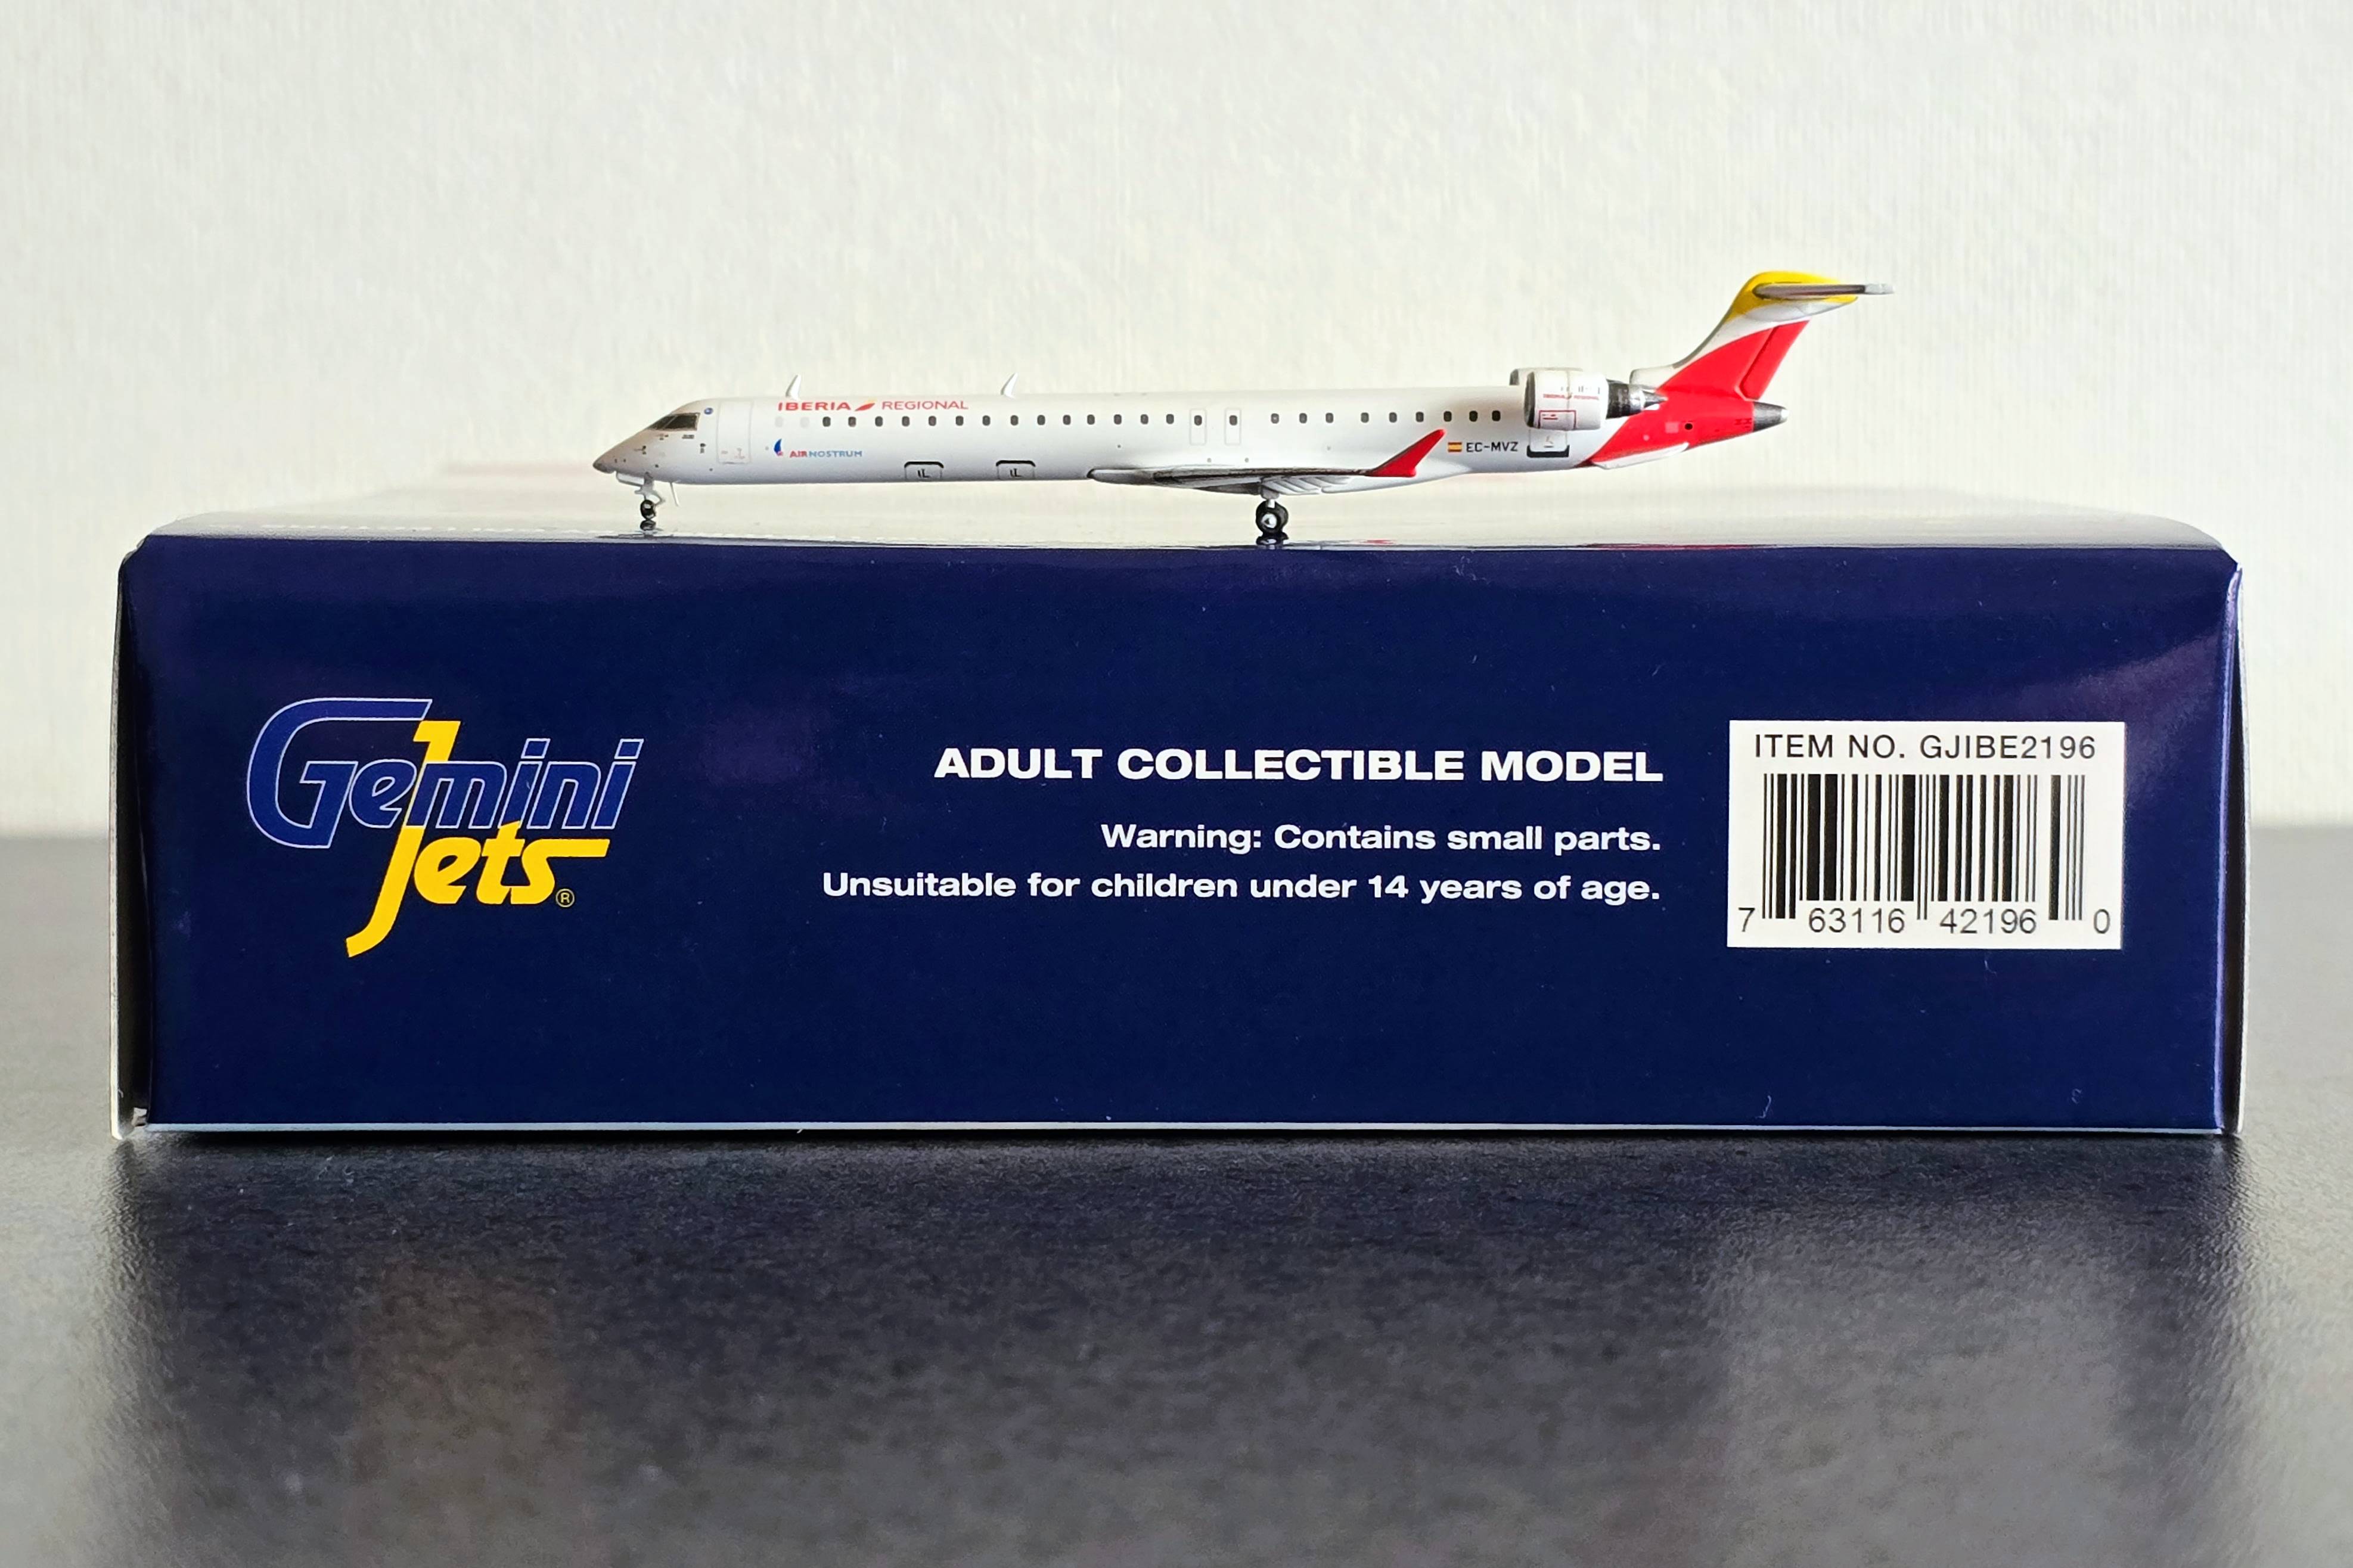 IBERIA REGIONAL
AIR NOSTRUM
EC-MVZ
Gemini
Jets®
ADULT COLLECTIBLE MODEL
Warning: Contains small parts.
Unsuitable for children under 14 years of age.
ITEM NO. GJIBE2196
7 63116 42196 0